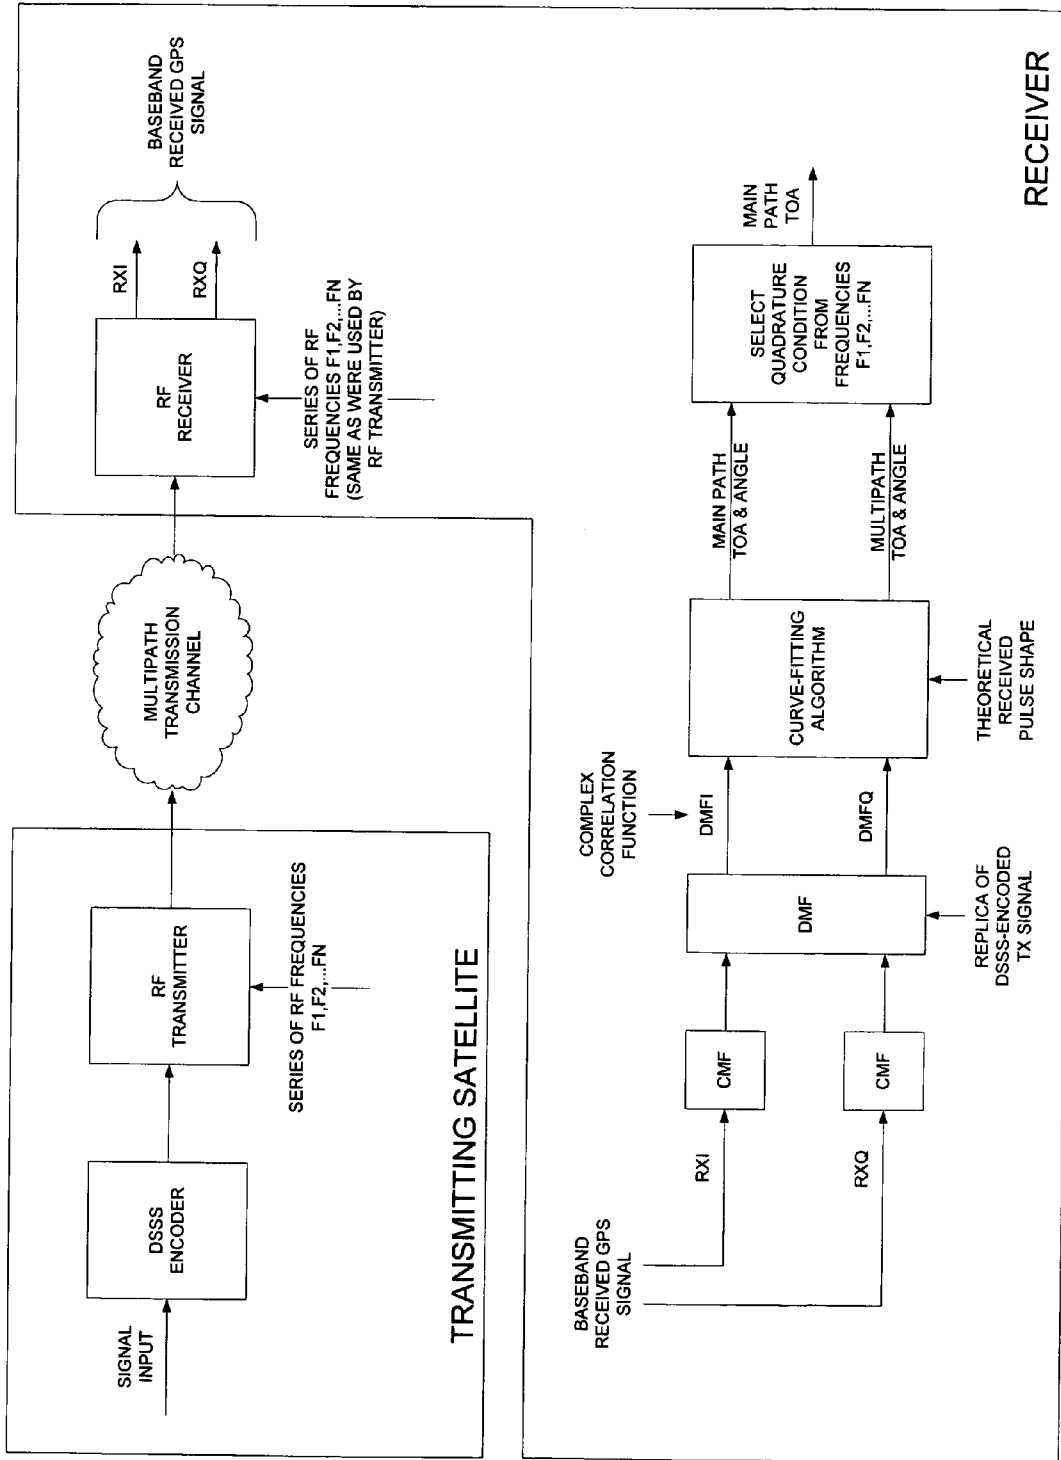 SIGNAL
INPUT
DSSS
ENCODER
RF
TRANSMITTER
SERIES OF RF FREQUENCIES
F1,F2,...FN
TRANSMITTING SATELLITE
MULTIPATH
TRANSMISSION
CHANNEL
RF
RECEIVER
SERIES OF RF
FREQUENCIES F1,F2,...FN
(SAME AS WERE USED BY
RF TRANSMITTER)
RXI
RXQ
BASEBAND
RECEIVED GPS
SIGNAL
BASEBAND
RECEIVED GPS
SIGNAL
RXI
RXQ
CMF
CMF
DMF
REPLICA OF
DSSS-ENCODED
TX SIGNAL
COMPLEX
CORRELATION
FUNCTION
DMFI
DMFQ
CURVE-FITTING
ALGORITHM
THEORETICAL
RECEIVED
PULSE SHAPE
MAIN PATH
TOA & ANGLE
MULTIPATH
TOA & ANGLE
SELECT
QUADRATURE
CONDITION
FROM
FREQUENCIES
F1,F2,...FN
MAIN
PATH
TOA
RECEIVER